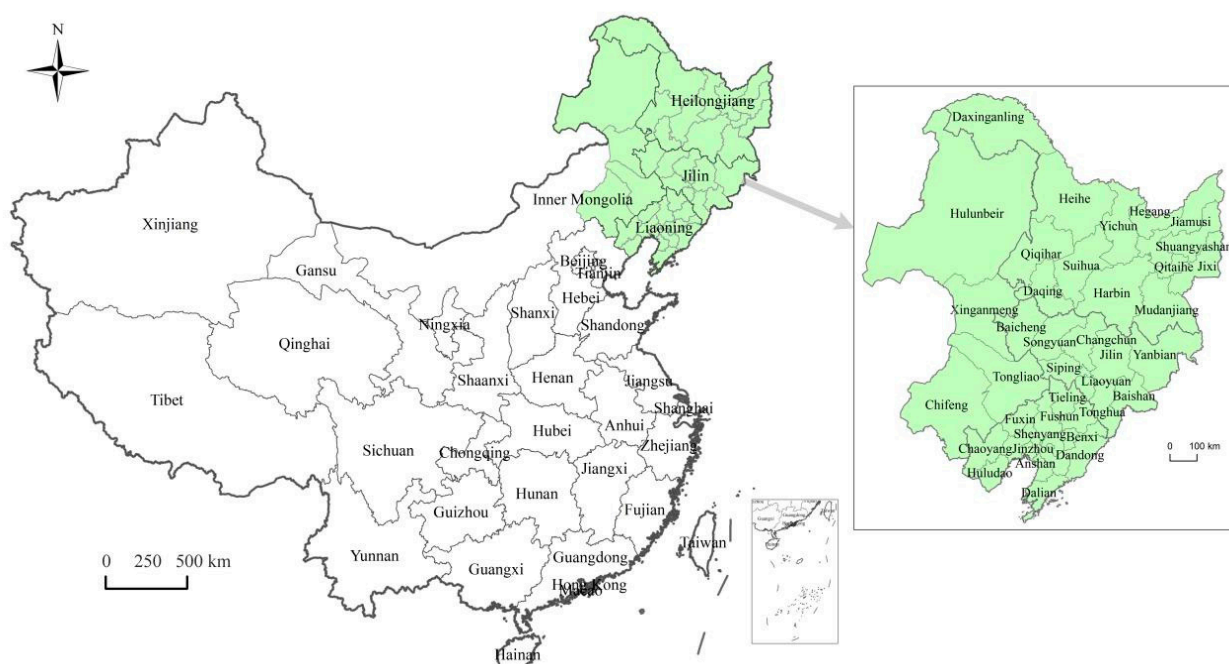 N
Heilongjiang
Jilin
Inner Mongolia
Liaoning
Xinjiang
Gansu
Beijing
Tianjin
Hebei
Ningxia
Shanxi
Shandong
Qinghai
Shaanxi
Henan
Jiangsu
Tibet
Shanghai
Anhui
Hubei
Zhejiang
Sichuan
Chongqing
Jiangxi
Hunan
Guizhou
Fujian
Yunnan
Taiwan
Guangxi
Guangdong
Hong Kong
Macao
Hainan
0 250 500 km
Daxinganling
Hulunbeir
Heihe
Hegang
Yichun
Jiamusi
Shuangyashan
Qiqihar
Suihua
Qitaihe
Jixi
Daqing
Harbin
Xinganmeng
Mudanjiang
Baicheng
Songyuan
Changchun
Jilin
Yanbian
Siping
Tongliao
Liaoyuan
Chifeng
Tieling
Baishan
Fuxin
Fushun
Tonghua
Shenyang
Benxi
Chaoyang
Jinzhou
Dandong
Huludao
Anshan
Dalian
0 100 km